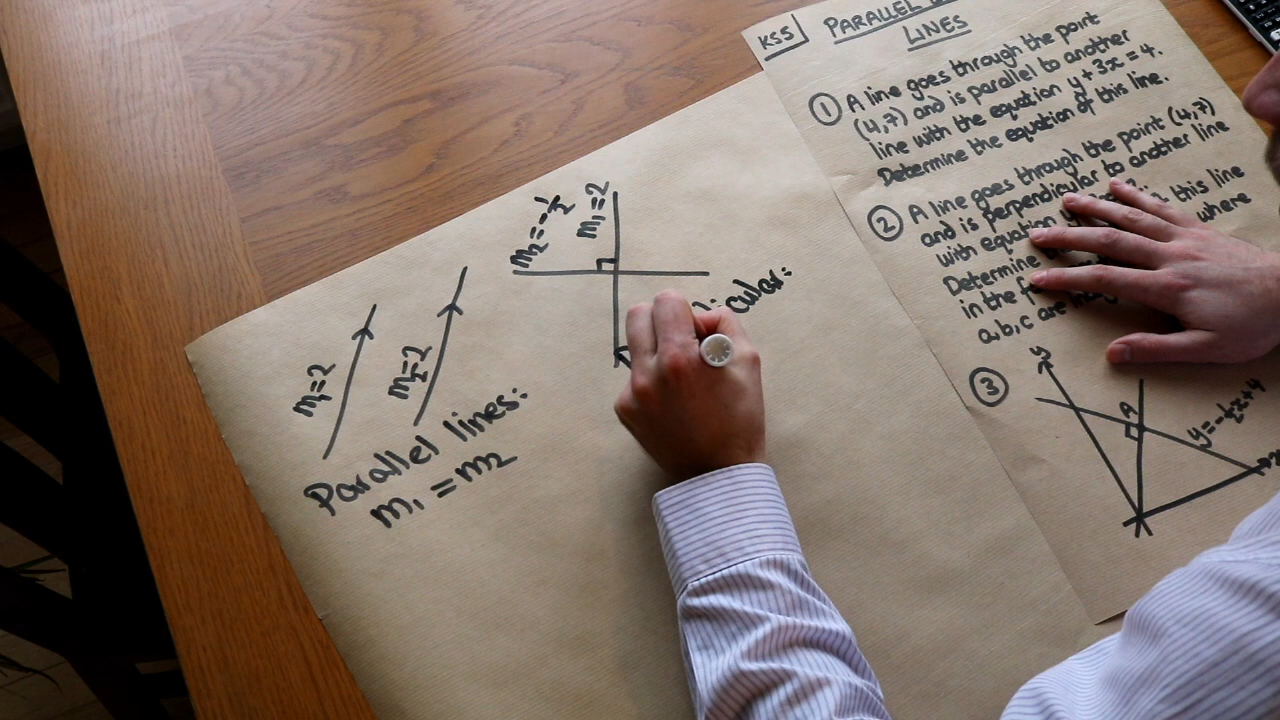 m₁=2
m₂=2
Parallel lines:
m₁ = m₂
m₂=-½
m₁=2
KS5
PARALLEL
LINES
① A line goes through the point
(4,7) and is parallel to another
line with the equation y + 3x = 4.
Determine the equation of this line.
② A line goes through the point (4,7)
and is perpendicular to another line
with equation this line
Determine where
in the
a, b, c are
③
y
A
y=-½x+4
x